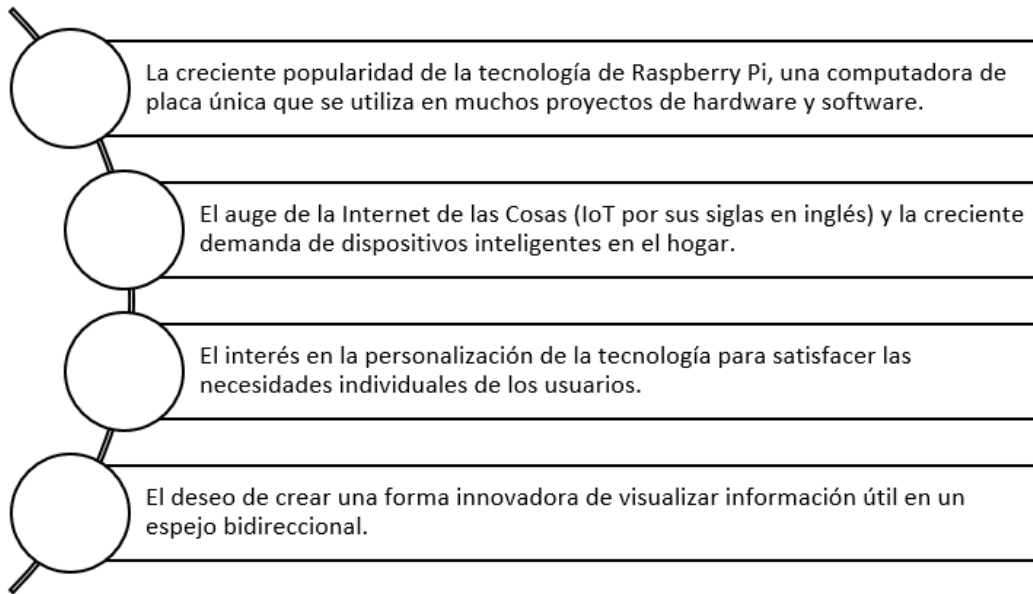 La creciente popularidad de la tecnología de Raspberry Pi, una computadora de
placa única que se utiliza en muchos proyectos de hardware y software.
El auge de la Internet de las Cosas (IoT por sus siglas en inglés) y la creciente
demanda de dispositivos inteligentes en el hogar.
El interés en la personalización de la tecnología para satisfacer las
necesidades individuales de los usuarios.
El deseo de crear una forma innovadora de visualizar información útil en un
espejo bidireccional.